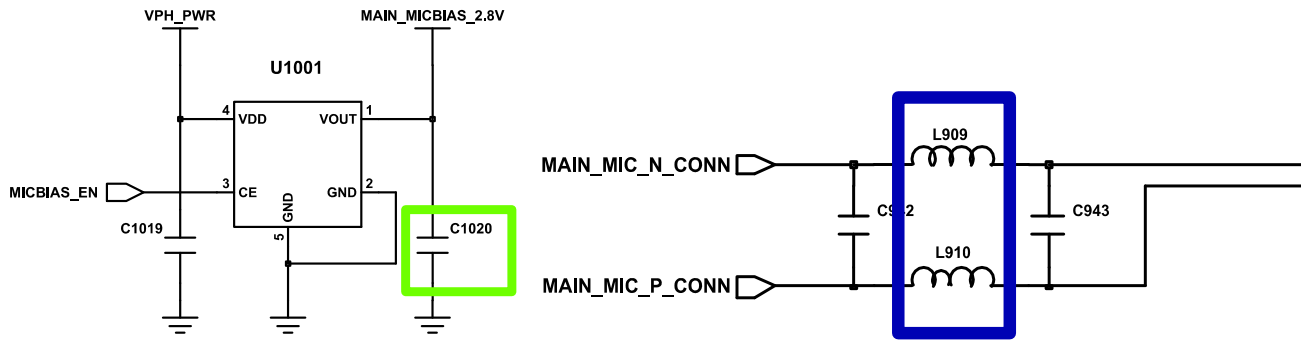 VPH_PWR
MAIN_MICBIAS_2.8V
U1001
4
VDD
VOUT
1
MICBIAS_EN
3
CE
GND
2
GND
5
C1019
C1020
L909
MAIN_MIC_N_CONN
C943
L910
MAIN_MIC_P_CONN